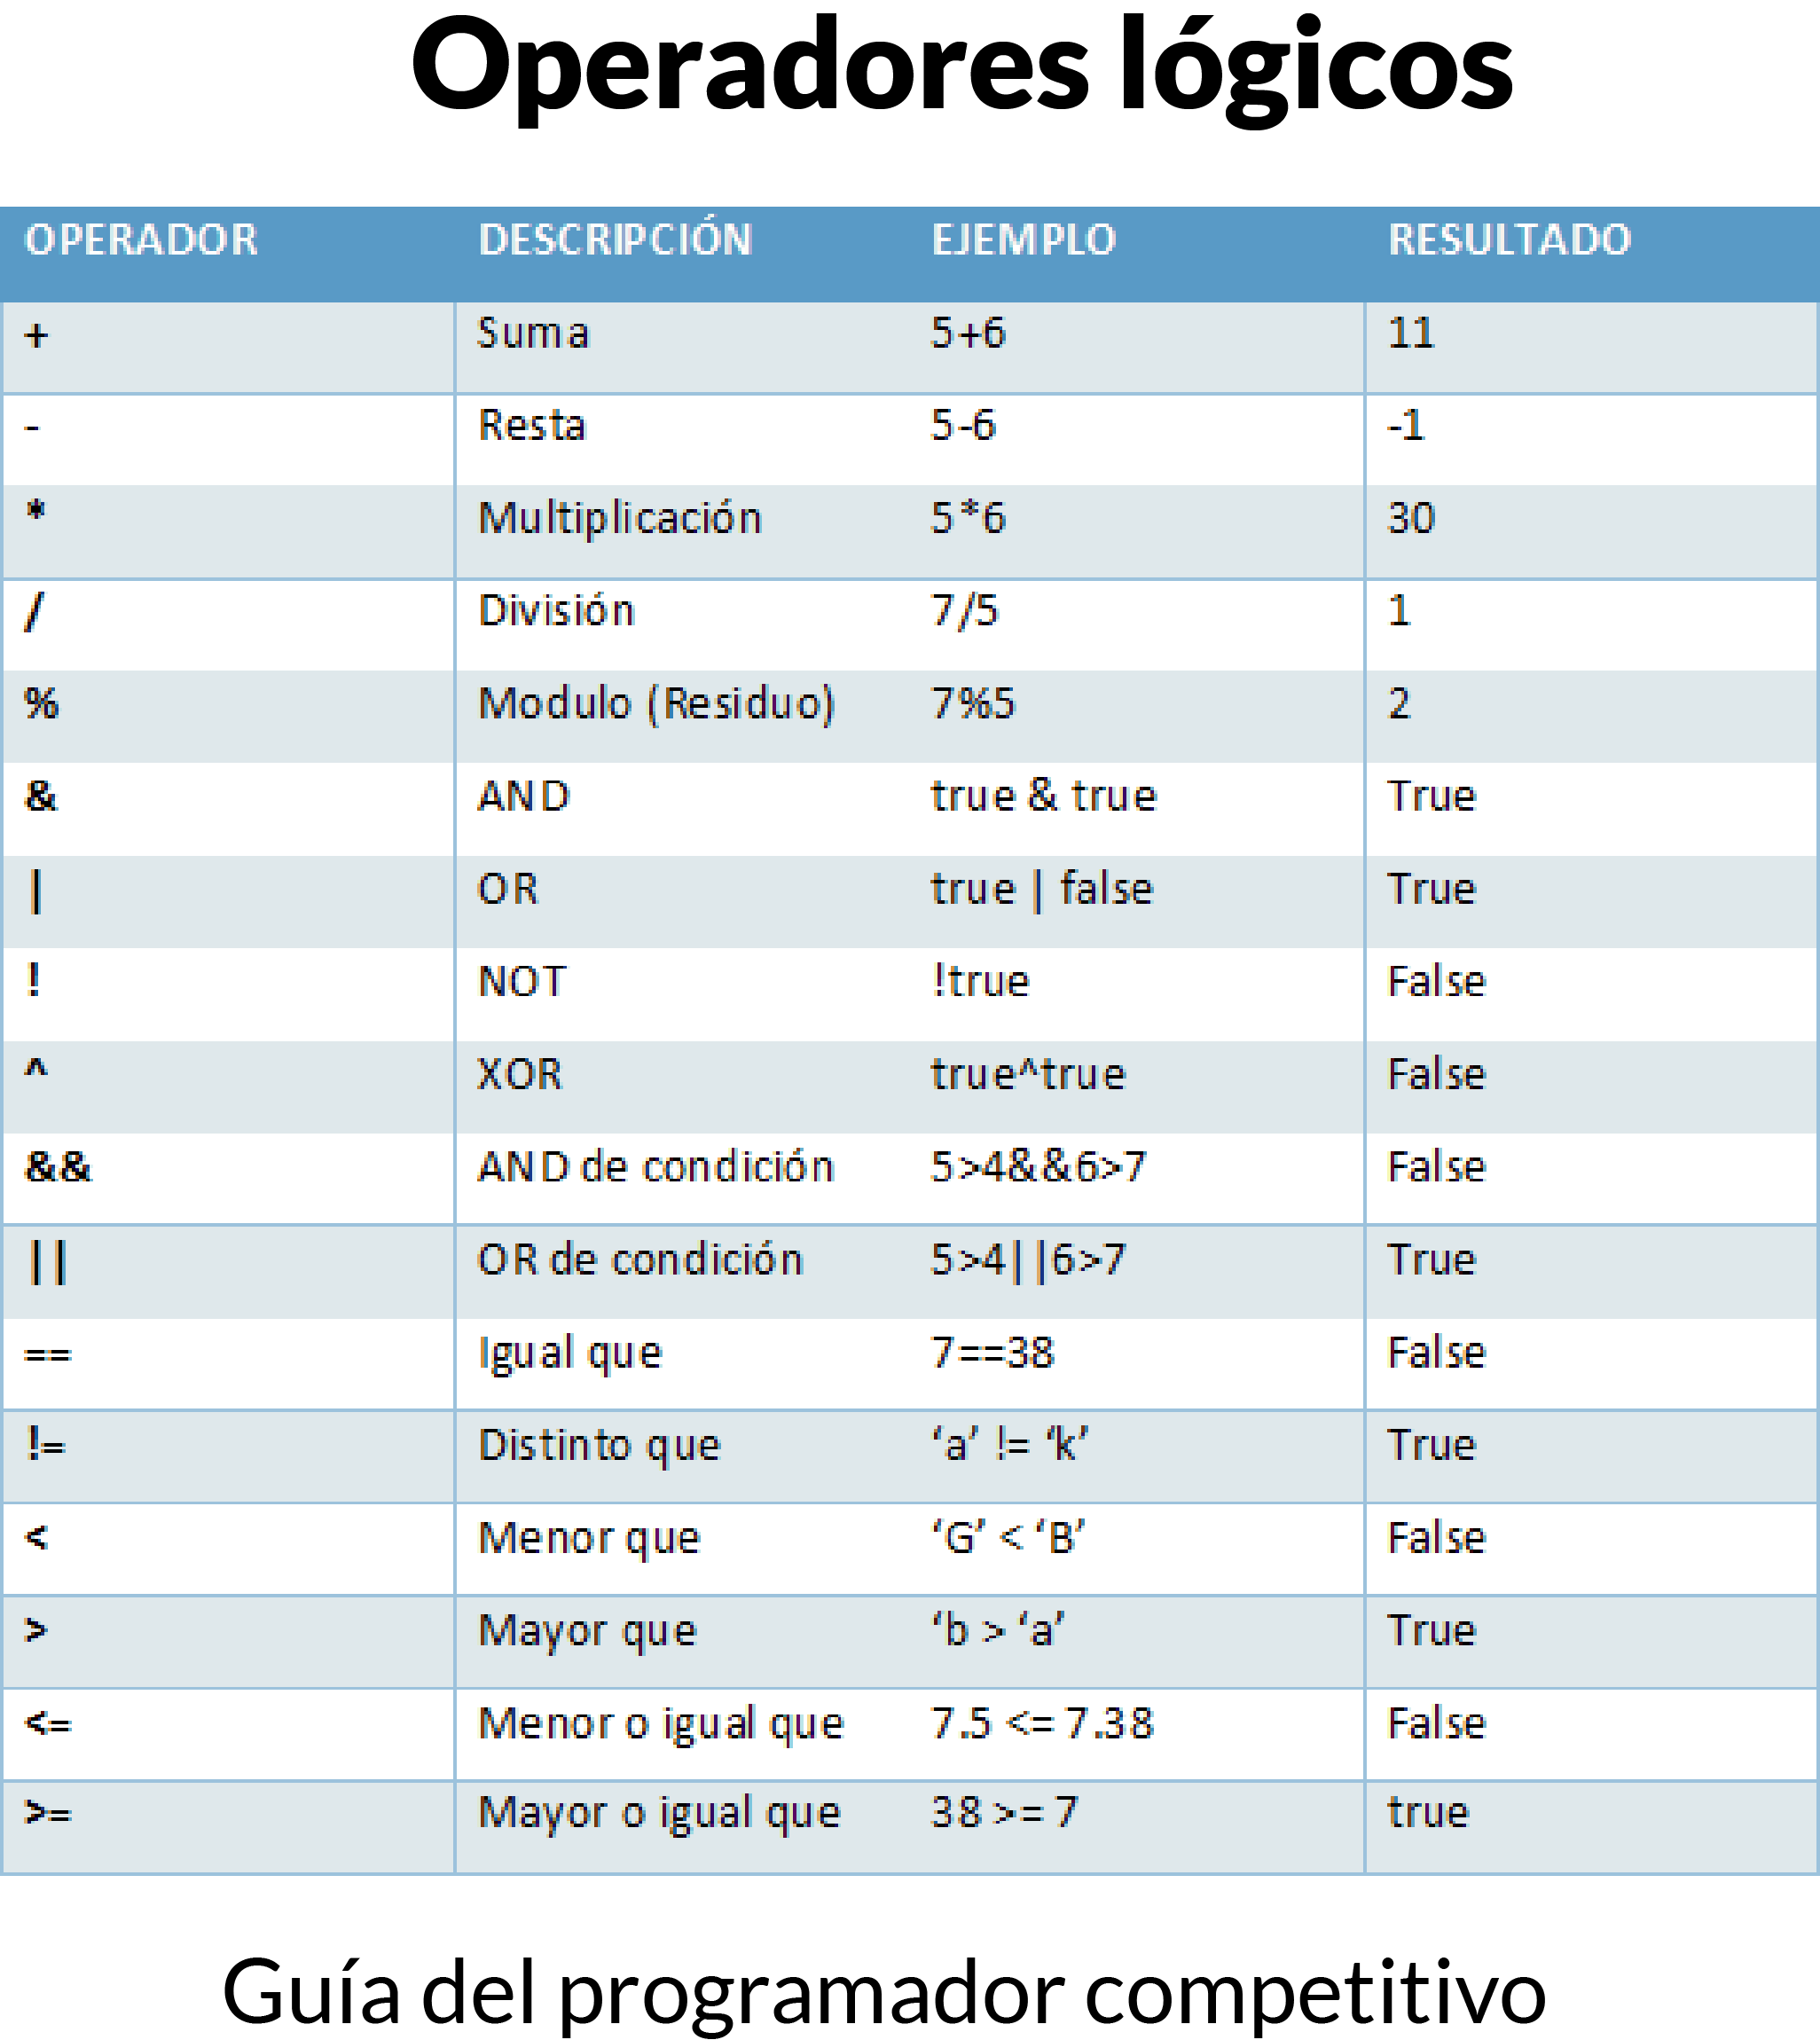 Operadores lógicos
OPERADOR DESCRIPCIÓN EJEMPLO RESULTADO
+ Suma 5+6 11
- Resta 5-6 -1
* Multiplicación 5*6 30
/ División 7/5 1
% Modulo (Residuo) 7%5 2
& AND true & true True
| OR true | false True
! NOT !true False
^ XOR true^true False
&& AND de condición 5>4&&6>7 False
|| OR de condición 5>4||6>7 True
== Igual que 7==38 False
!= Distinto que ‘a’ != ‘k’ True
< Menor que ‘G’ < ‘B’ False
> Mayor que ‘b > ‘a’ True
<= Menor o igual que 7.5 <= 7.38 False
>= Mayor o igual que 38 >= 7 true
Guía del programador competitivo